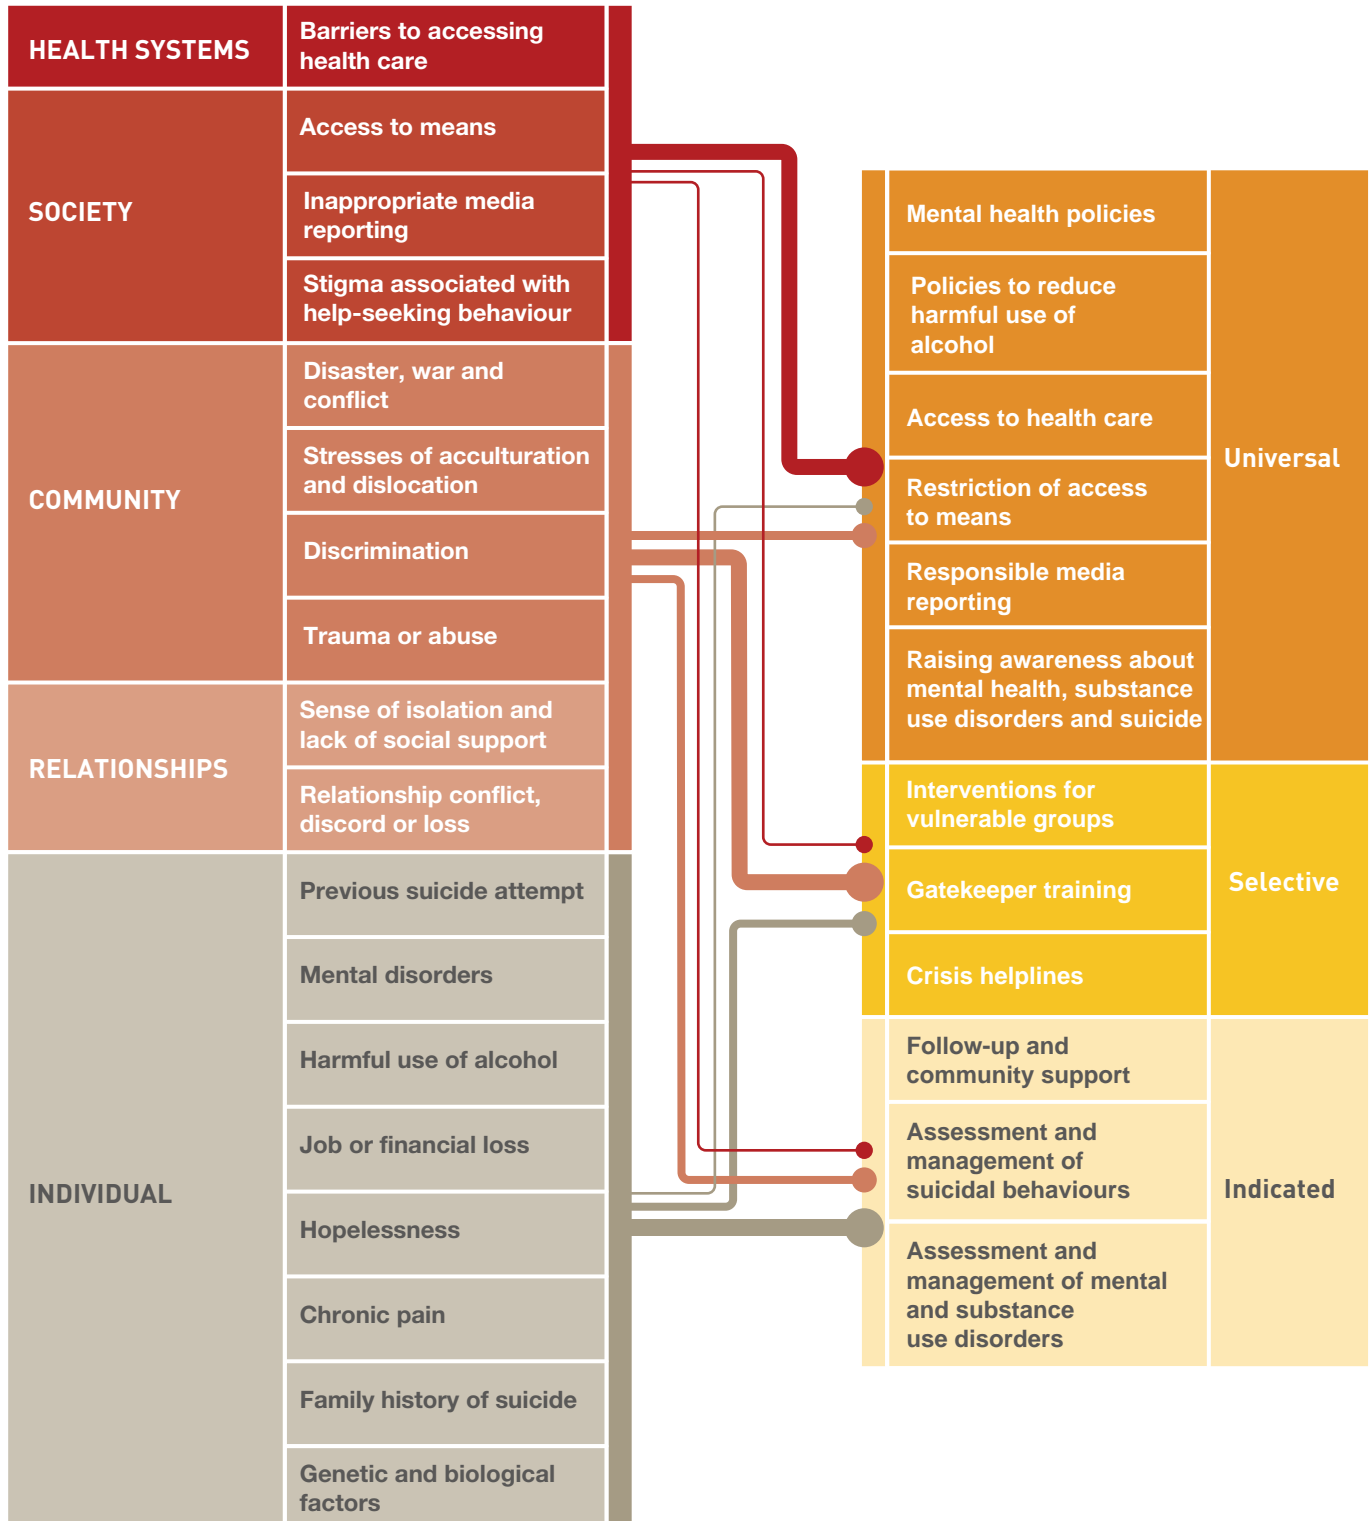 HEALTH SYSTEMS
Barriers to accessing
health care
SOCIETY
Access to means
Inappropriate media
reporting
Stigma associated with
help-seeking behaviour
COMMUNITY
Disaster, war and
conflict
Stresses of acculturation
and dislocation
Discrimination
Trauma or abuse
RELATIONSHIPS
Sense of isolation and
lack of social support
Relationship conflict,
discord or loss
INDIVIDUAL
Previous suicide attempt
Mental disorders
Harmful use of alcohol
Job or financial loss
Hopelessness
Chronic pain
Family history of suicide
Genetic and biological
factors
Mental health policies
Policies to reduce
harmful use of
alcohol
Access to health care
Restriction of access
to means
Responsible media
reporting
Raising awareness about
mental health, substance
use disorders and suicide
Universal
Interventions for
vulnerable groups
Gatekeeper training
Crisis helplines
Selective
Follow-up and
community support
Assessment and
management of
suicidal behaviours
Assessment and
management of mental
and substance
use disorders
Indicated